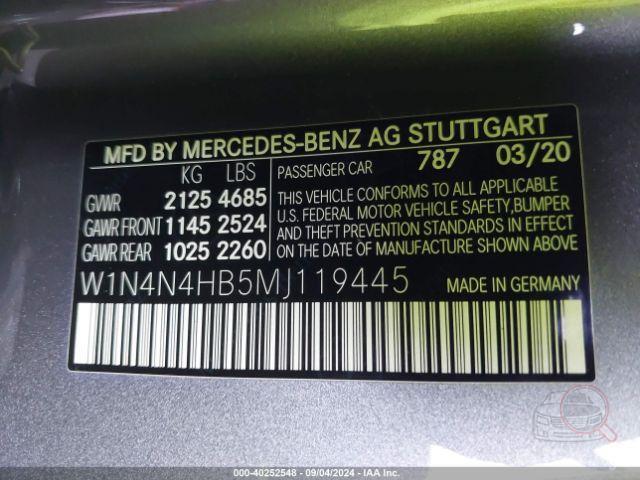 MFD BY MERCEDES-BENZ AG STUTTGART
KG LBS
GVWR 2125 4685
GAWR FRONT 1145 2524
GAWR REAR 1025 2260
PASSENGER CAR 787 03/20
THIS VEHICLE CONFORMS TO ALL APPLICABLE
U.S. FEDERAL MOTOR VEHICLE SAFETY,BUMPER
AND THEFT PREVENTION STANDARDS IN EFFECT
ON THE DATE OF MANUFACTURE SHOWN ABOVE
W1N4N4HB5MJ119445
MADE IN GERMANY
000-40252548 - 09/04/2024 - IAA Inc.